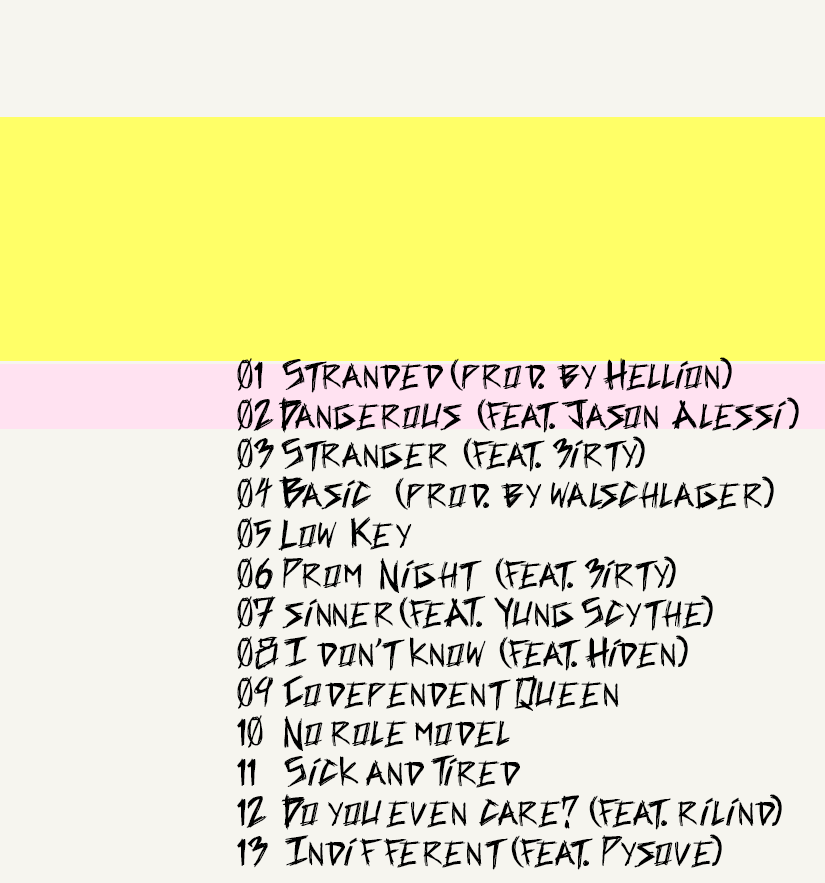 01 Stranded (prod. by Hellion)
02 Dangerous (feat. Jason Alessi)
03 Stranger (feat. 3irty)
04 Basic (prod. by walschlager)
05 Low Key
06 Prom Night (feat. 3irty)
07 sinner (feat. Yung Scythe)
08 I don't know (feat. Hiden)
09 Codependent Queen
10 No role model
11 Sick and Tired
12 Do you even care? (feat. rilind)
13 Indifferent (feat. Pysove)